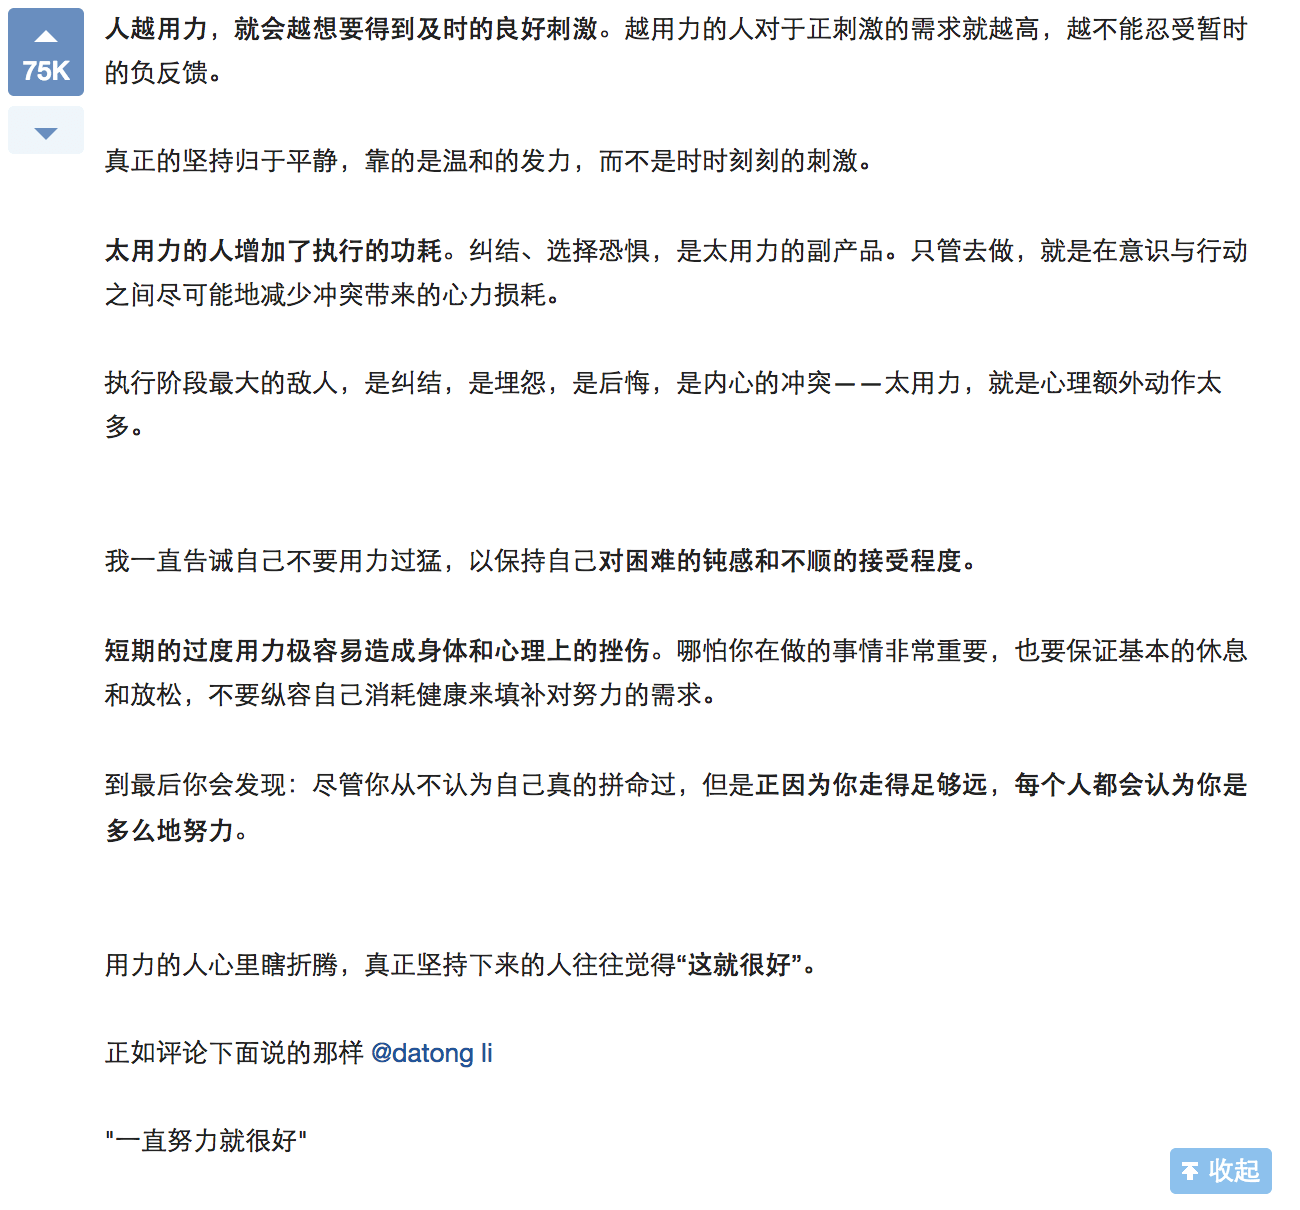 75K
人越用力，就会越想要得到及时的良好刺激。越用力的人对于正刺激的需求就越高，越不能忍受暂时
的负反馈。
真正的坚持归于平静，靠的是温和的发力，而不是时时刻刻的刺激。
太用力的人增加了执行的功耗。纠结、选择恐惧，是太用力的副产品。只管去做，就是在意识与行动
之间尽可能地减少冲突带来的心力损耗。
执行阶段最大的敌人，是纠结，是埋怨，是后悔，是内心的冲突——太用力，就是心理额外动作太
多。
我一直告诫自己不要用力过猛，以保持自己对困难的钝感和不顺的接受程度。
短期的过度用力极容易造成身体和心理上的挫伤。哪怕你在做的事情非常重要，也要保证基本的休息
和放松，不要纵容自己消耗健康来填补对努力的需求。
到最后你会发现：尽管你从不认为自己真的拼命过，但是正因为你走得足够远，每个人都会认为你是
多么地努力。
用力的人心里瞎折腾，真正坚持下来的人往往觉得“这就很好”。
正如评论下面说的那样 @datong li
"一直努力就很好"
收起